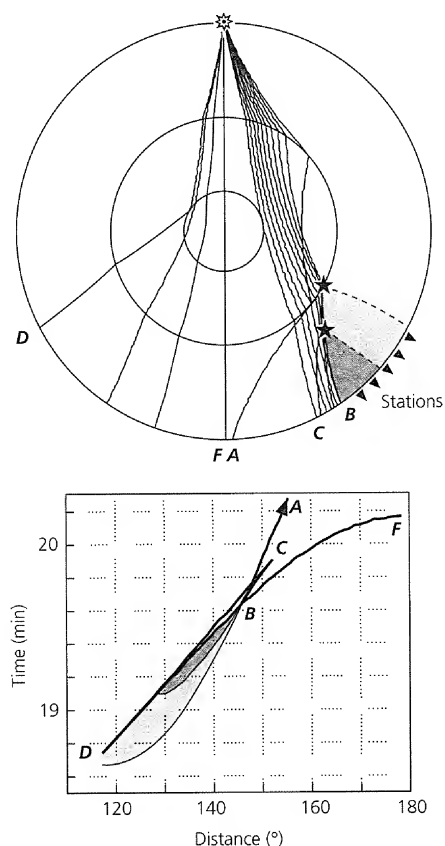 D
F A
C
B
Stations
Time (min)
20
19
A
C
F
B
D
120 140 160 180
Distance (°)